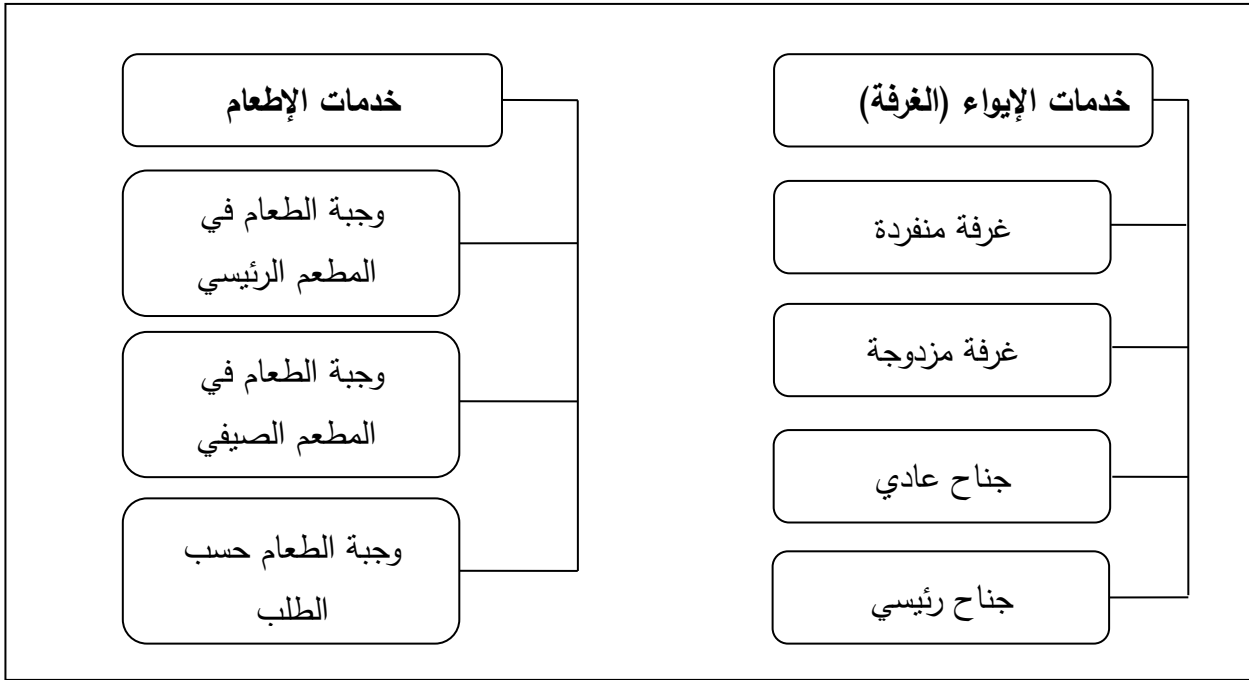 خدمات الإيواء (الغرفة)
غرفة منفردة
غرفة مزدوجة
جناح عادي
جناح رئيسي
خدمات الإطعام
وجبة الطعام في
المطعم الرئيسي
وجبة الطعام في
المطعم الصيفي
وجبة الطعام حسب
الطلب